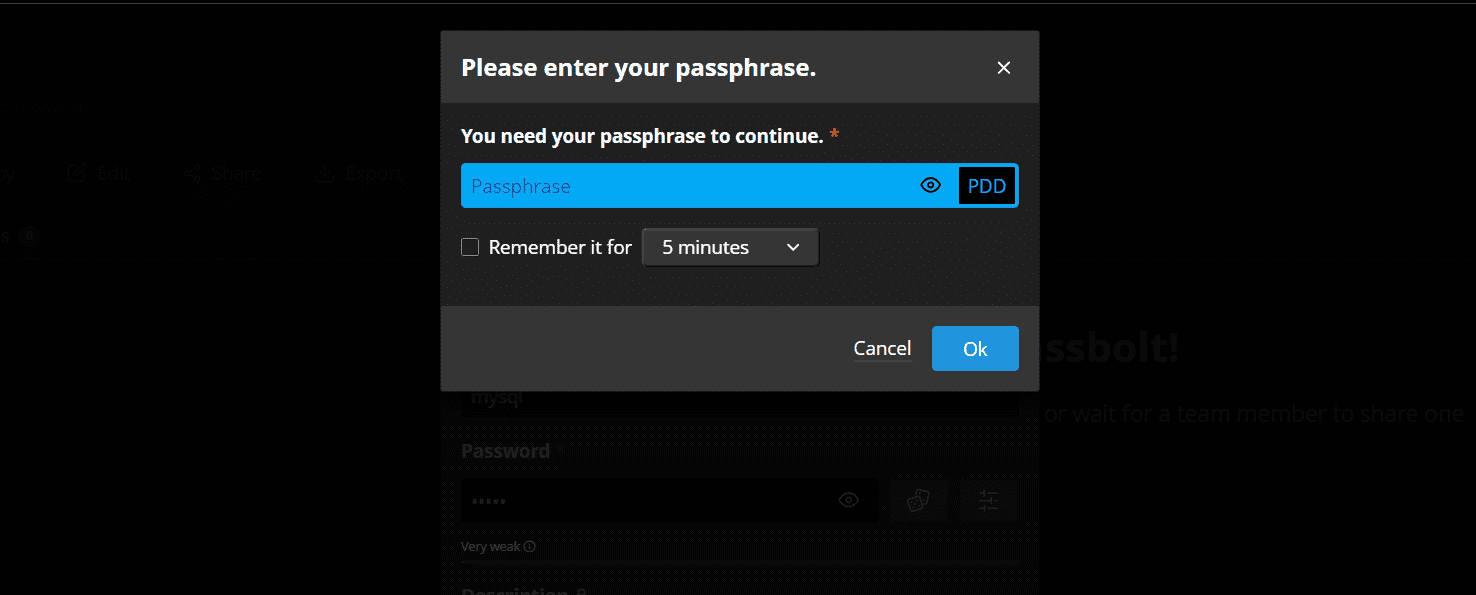 Please enter your passphrase.
You need your passphrase to continue. *
Passphrase
PDD
Remember it for
5 minutes
Cancel
Ok
Edit
Share
Export
0
ssbolt!
mysql
or wait for a team member to share one
Password
•••••
Very weak